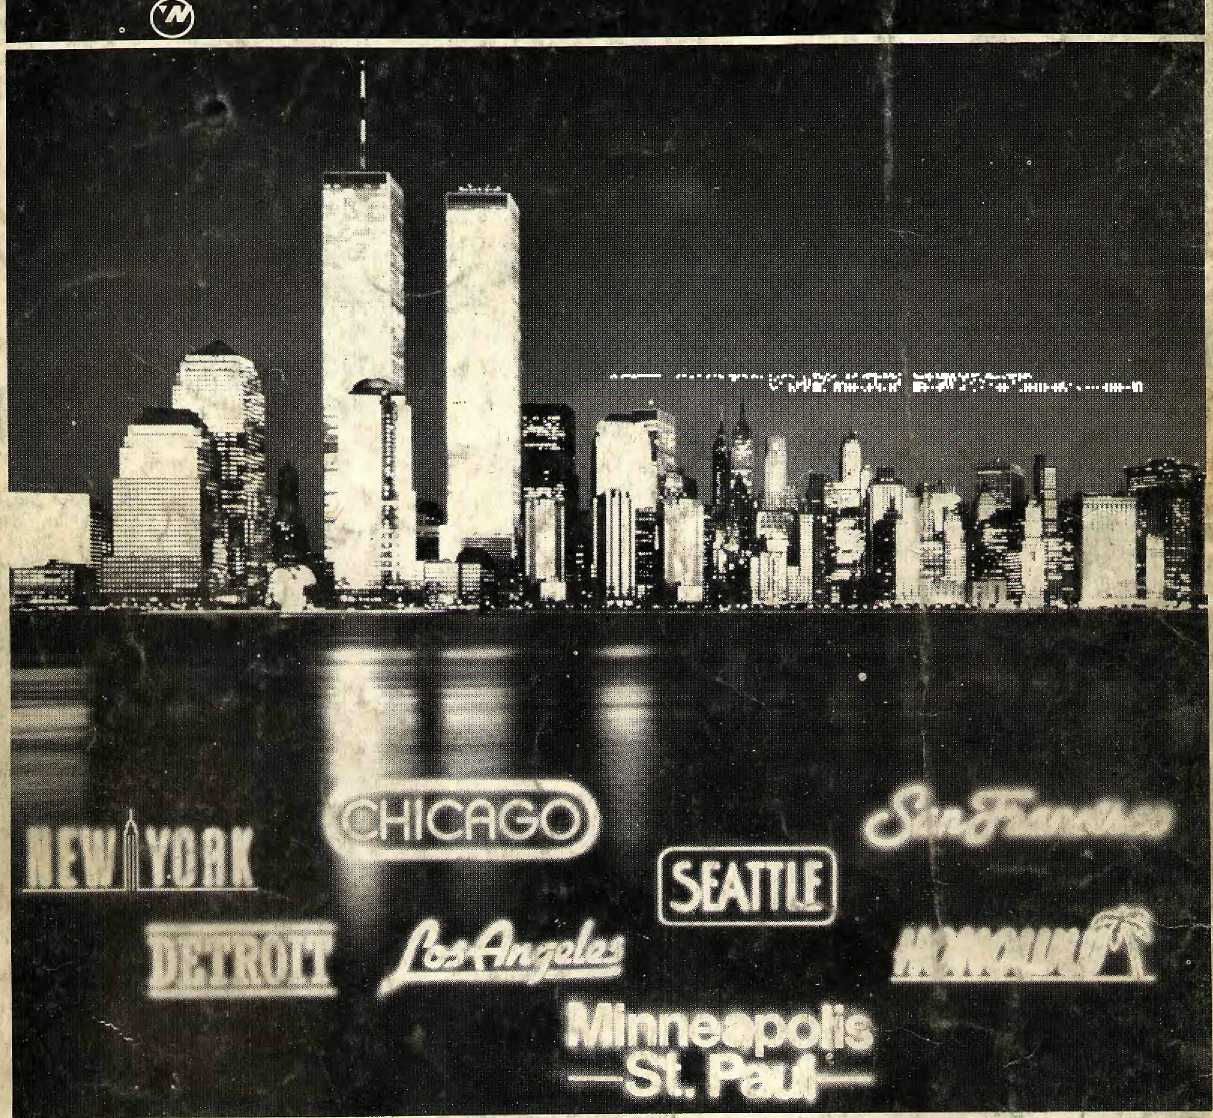 N
CHICAGO
San Francisco
NEW YORK
SEATTLE
DETROIT
Los Angeles
HONOLULU
Minneapolis
St. Paul